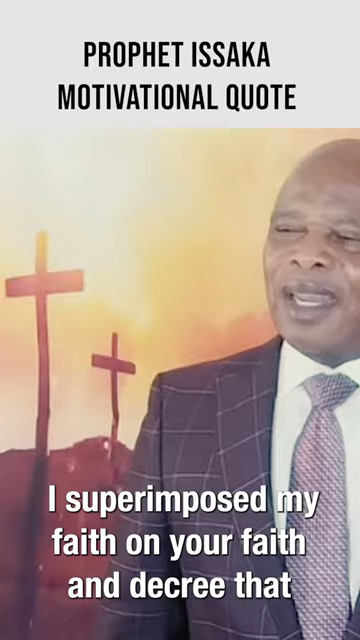 PROPHET ISSAKA
MOTIVATIONAL QUOTE
I superimposed my
faith on your faith
and decree that